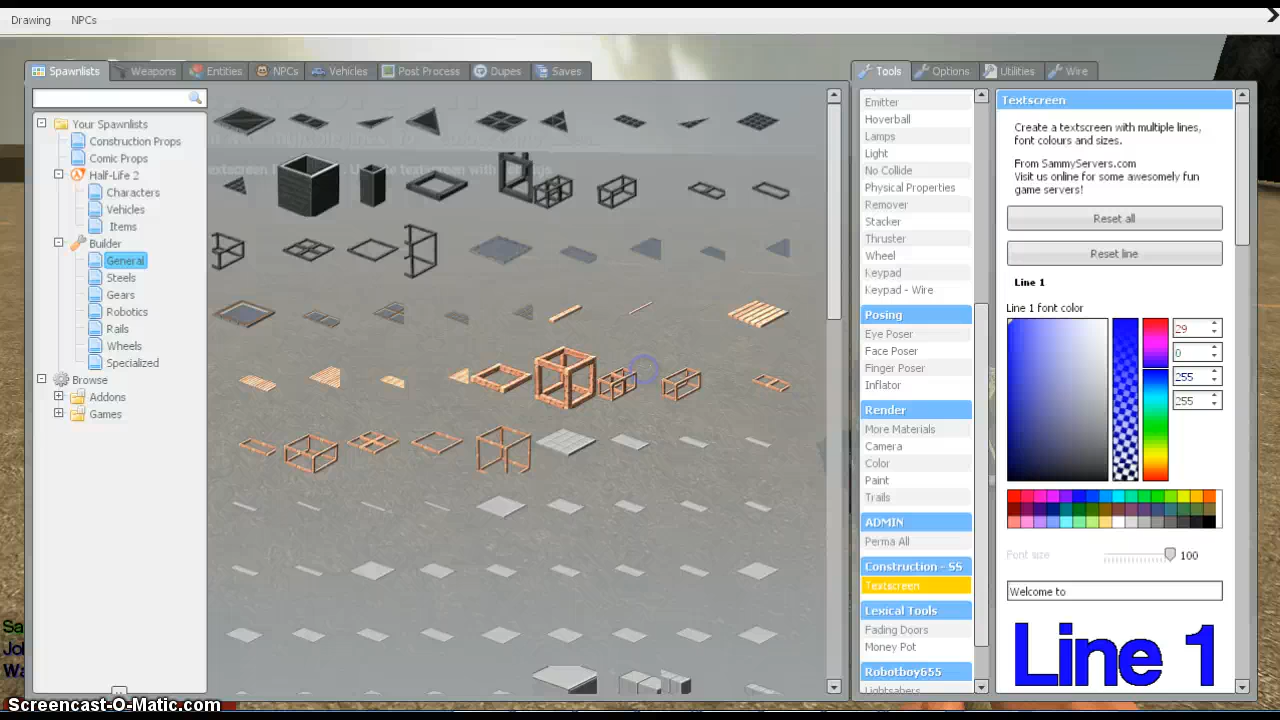 Drawing NPCs
Spawnlists Weapons Entities NPCs Vehicles Post Process Dupes Saves
Tools Options Utilities Wire
Your Spawnlists
Construction Props
Comic Props
Half-Life 2
Characters
Vehicles
Items
Builder
General
Steels
Gears
Robotics
Rails
Wheels
Specialized
Browse
Addons
Games
Emitter
Hoverball
Lamps
Light
No Collide
Physical Properties
Remover
Stacker
Thruster
Wheel
Keypad
Keypad - Wire
Posing
Eye Poser
Face Poser
Finger Poser
Inflator
Render
More Materials
Camera
Color
Paint
Trails
ADMIN
Perma All
Construction - SS
Textscreen
Lexical Tools
Fading Doors
Money Pot
Robotboy655
Lightsabers
Textscreen
Create a textscreen with multiple lines,
font colours and sizes.
From SammyServers.com
Visit us online for some awesomely fun
game servers!
Reset all
Reset line
Line 1
Line 1 font color
29
0
255
255
Font size 100
Welcome to
Line 1
Screencast-O-Matic.com